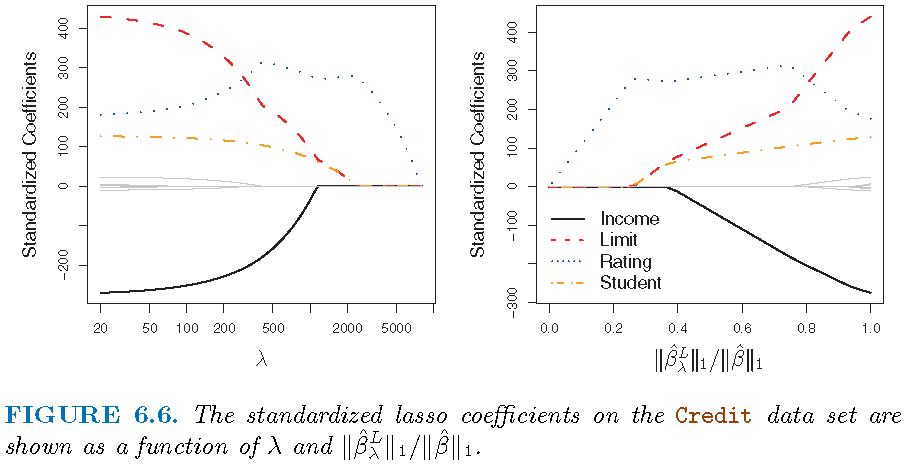 Standardized Coefficients
400
300
200
100
0
−200
20 50 100 200 500 2000 5000
λ
Standardized Coefficients
400
300
200
100
0
−100
−300
Income
Limit
Rating
Student
0.0 0.2 0.4 0.6 0.8 1.0
‖β̂λᴸ‖₁/‖β̂‖₁
FIGURE 6.6. The standardized lasso coefficients on the Credit data set are
shown as a function of λ and ‖β̂λᴸ‖₁/‖β̂‖₁.